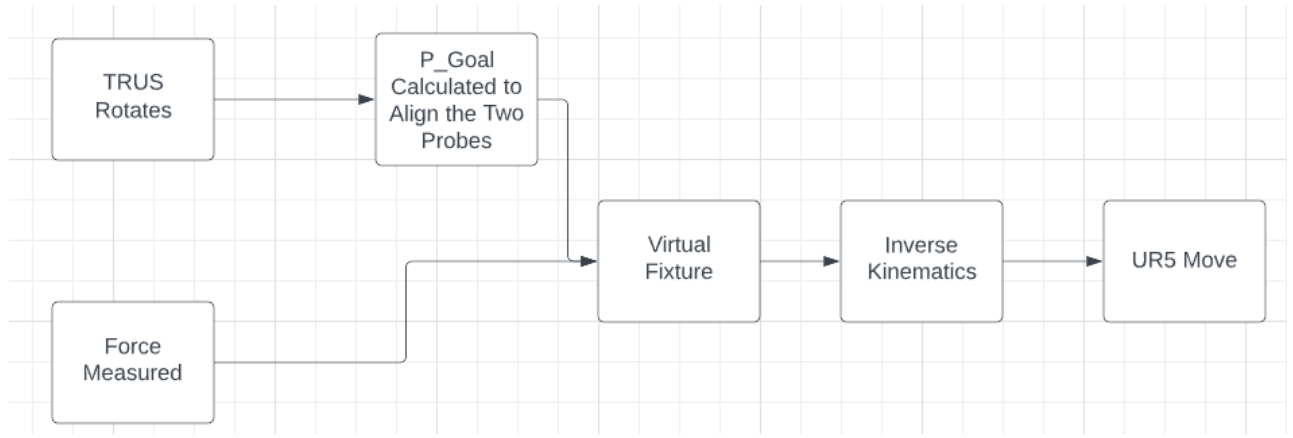 TRUS
Rotates
P_Goal
Calculated to
Align the Two
Probes
Virtual
Fixture
Inverse
Kinematics
UR5 Move
Force
Measured